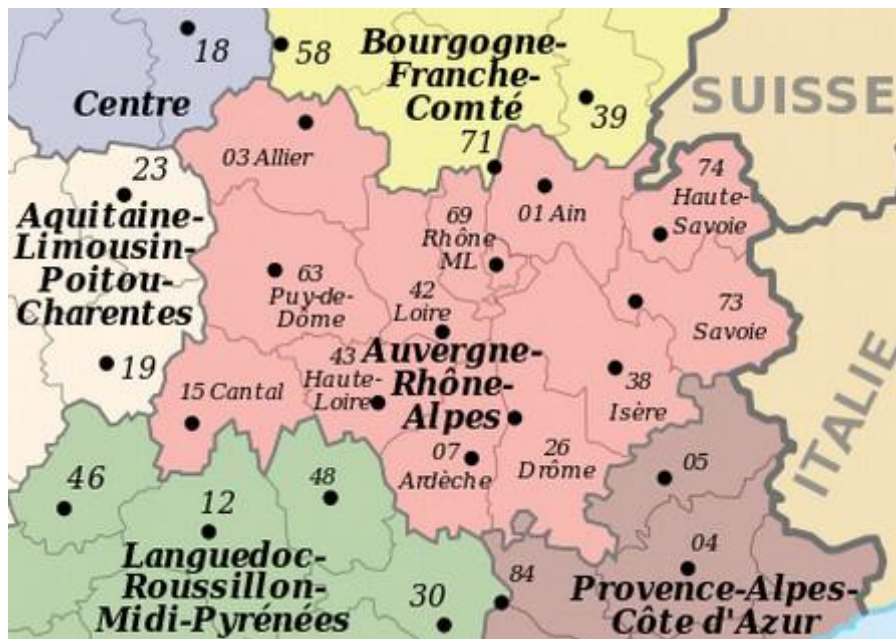 18
58
Bourgogne-
Franche-
Comté
39
SUISSE
Centre
71
03 Allier
23
74
Haute-
Savoie
01 Ain
69
Rhône
ML
Aquitaine-
Limousin-
Poitou-
Charentes
63
Puy-de-
Dôme
42
Loire
73
Savoie
43
Haute-
Loire
Auvergne-
Rhône-
Alpes
19
15 Cantal
38
Isère
ITALIE
07
Ardèche
26
Drôme
05
46
12
48
Languedoc-
Roussillon-
Midi-Pyrénées
30
84
04
Provence-Alpes-
Côte d'Azur